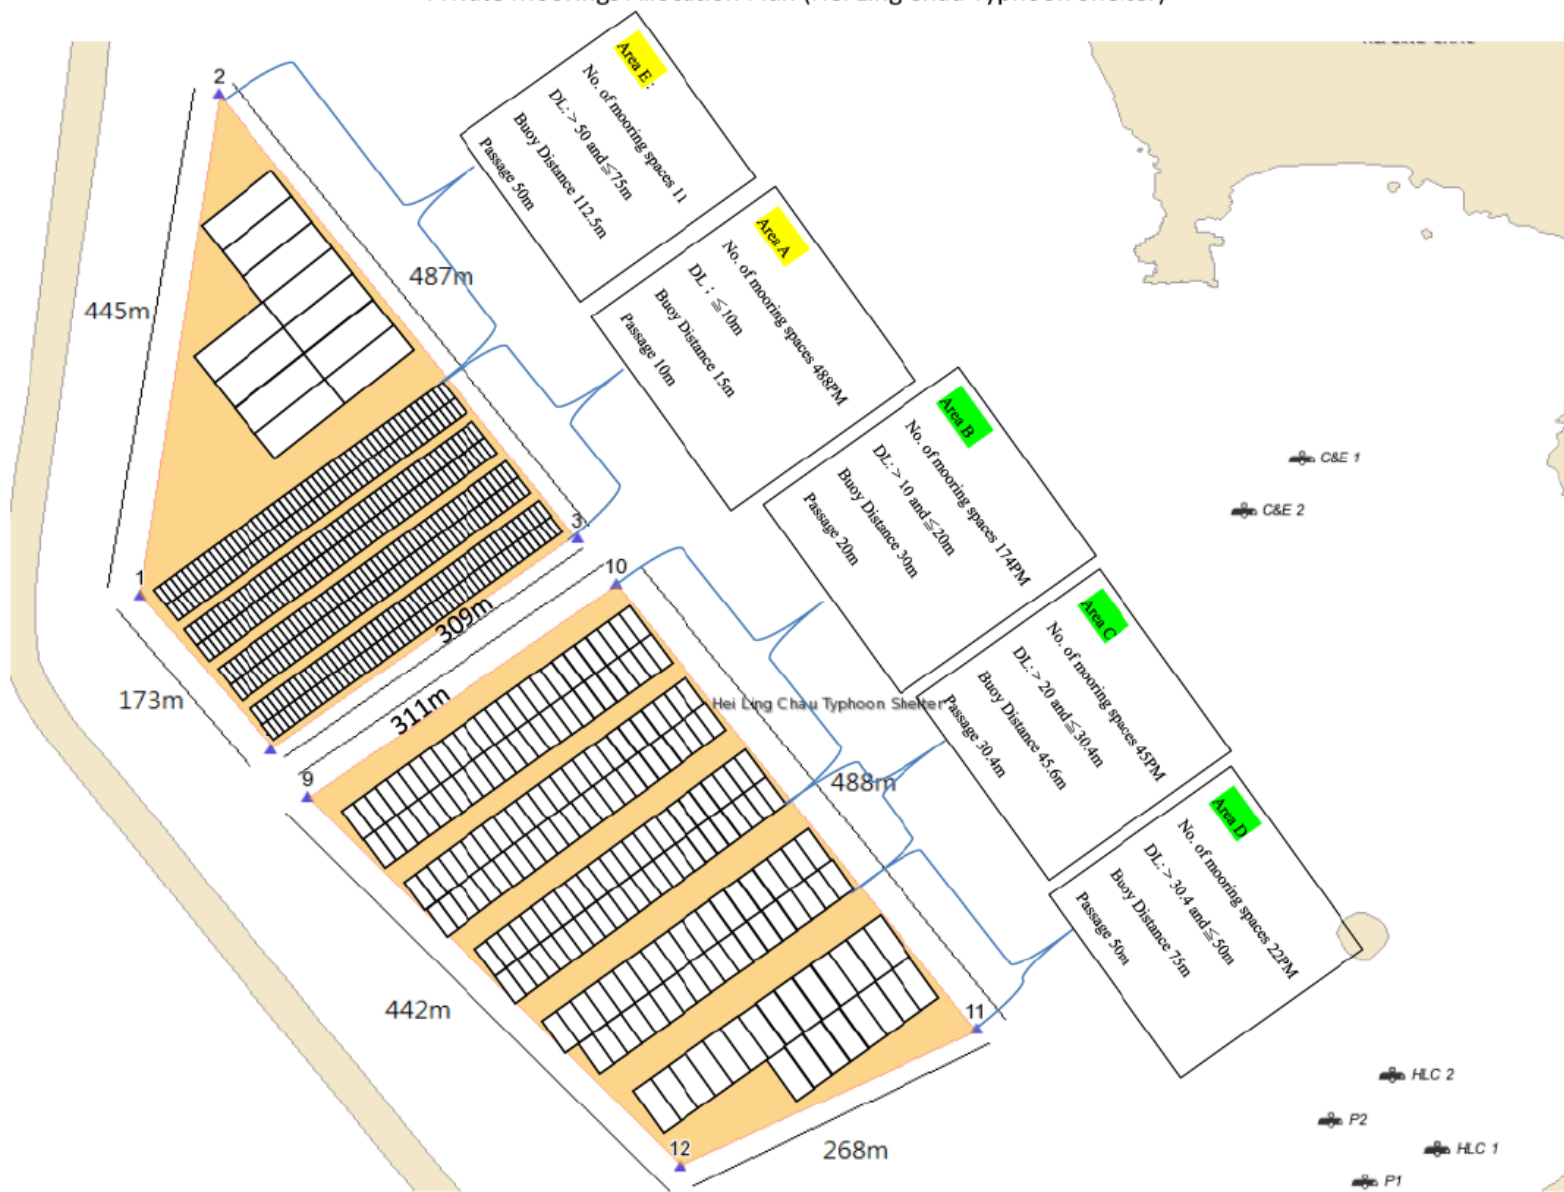 2
445m
487m
1
3
173m
309m
Area E :
No. of mooring spaces 11
DL: > 50 and ≦75m
Buoy Distance 112.5m
Passage 50m
Area A
No. of mooring spaces 488PM
DL : ≦10m
Buoy Distance 15m
Passage 10m
Area B
No. of mooring spaces 174PM
DL: > 10 and ≦20m
Buoy Distance 30m
Passage 20m
Area C
No. of mooring spaces 45PM
DL: > 20 and ≦30.4m
Buoy Distance 45.6m
Passage 30.4m
Area D
No. of mooring spaces 22PM
DL: > 30.4 and ≦50m
Buoy Distance 75m
Passage 50m
10
311m
9
Hei Ling Chau Typhoon Shelter
488m
442m
11
12
268m
C&E 1
C&E 2
HLC 2
P2
HLC 1
P1